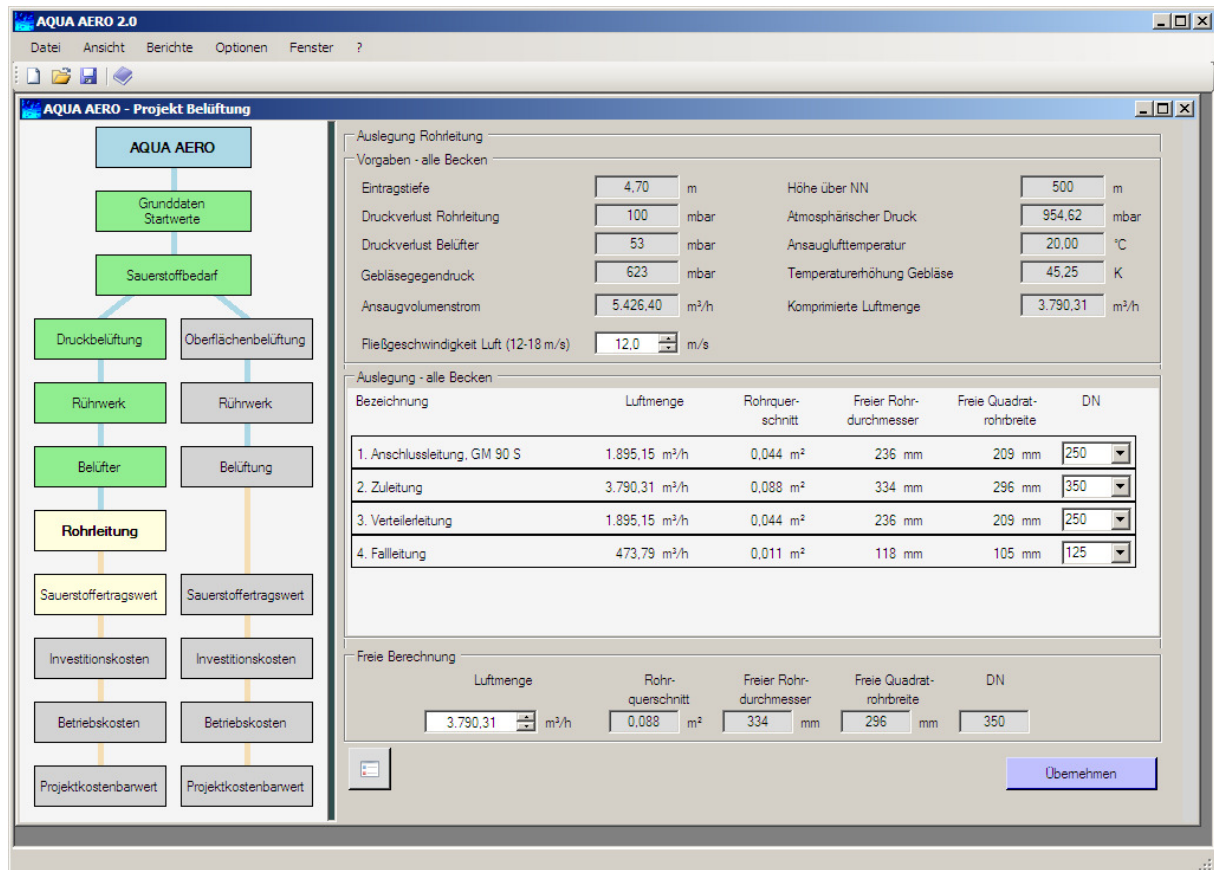 AQUA AERO 2.0
Datei Ansicht Berichte Optionen Fenster ?
AQUA AERO - Projekt Belüftung
AQUA AERO
Grunddaten
Startwerte
Sauerstoffbedarf
Druckbelüftung Oberflächenbelüftung
Rührwerk Rührwerk
Belüfter Belüftung
Rohrleitung
Sauerstoffertragswert Sauerstoffertragswert
Investitionskosten Investitionskosten
Betriebskosten Betriebskosten
Projektkostenbarwert Projektkostenbarwert
Auslegung Rohrleitung
Vorgaben - alle Becken
Eintragstiefe 4,70 m Höhe über NN 500 m
Druckverlust Rohrleitung 100 mbar Atmosphärischer Druck 954,62 mbar
Druckverlust Belüfter 53 mbar Ansauglufttemperatur 20,00 °C
Gebläsegegendruck 623 mbar Temperaturerhöhung Gebläse 45,25 K
Ansaugvolumenstrom 5.426,40 m³/h Komprimierte Luftmenge 3.790,31 m³/h
Fließgeschwindigkeit Luft (12-18 m/s) 12,0 m/s
Auslegung - alle Becken
Bezeichnung Luftmenge Rohrquer- Freier Rohr- Freie Quadrat- DN
schnitt durchmesser rohrbreite
1. Anschlussleitung, GM 90 S 1.895,15 m³/h 0,044 m² 236 mm 209 mm 250
2. Zuleitung 3.790,31 m³/h 0,088 m² 334 mm 296 mm 350
3. Verteilerleitung 1.895,15 m³/h 0,044 m² 236 mm 209 mm 250
4. Fallleitung 473,79 m³/h 0,011 m² 118 mm 105 mm 125
Freie Berechnung
Luftmenge Rohr- Freier Rohr- Freie Quadrat- DN
querschnitt durchmesser rohrbreite
3.790,31 m³/h 0,088 m² 334 mm 296 mm 350
Übernehmen